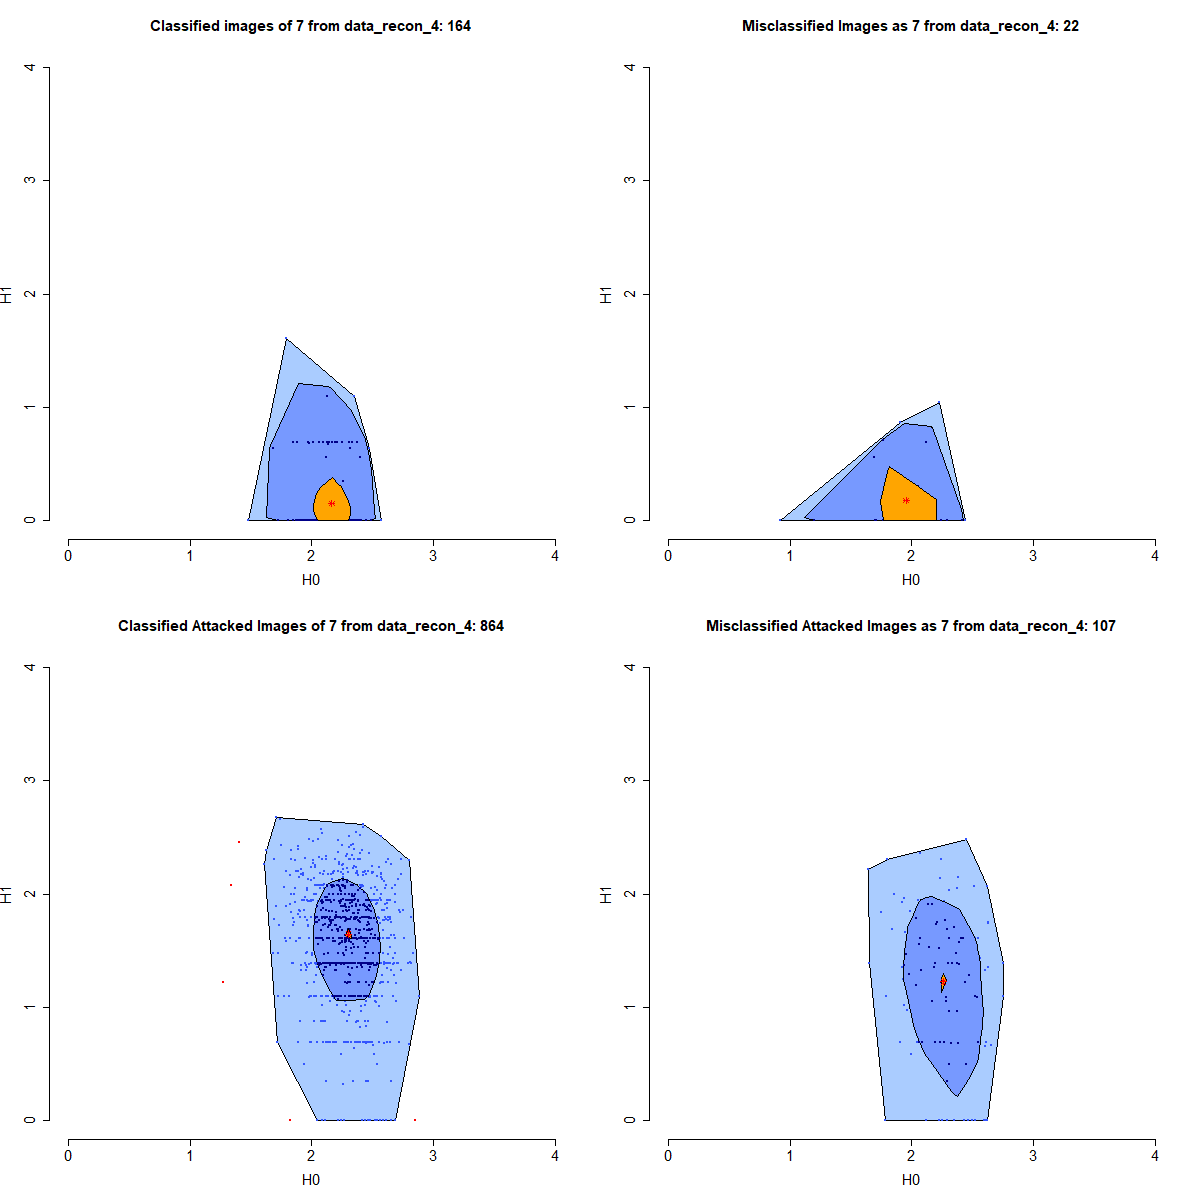 Classified images of 7 from data_recon_4: 164
4
3
2
1
0
H1
0 1 2 3 4
H0
Misclassified Images as 7 from data_recon_4: 22
4
3
2
1
0
H1
0 1 2 3 4
H0
Classified Attacked Images of 7 from data_recon_4: 864
4
3
2
1
0
H1
0 1 2 3 4
H0
Misclassified Attacked Images as 7 from data_recon_4: 107
4
3
2
1
0
H1
0 1 2 3 4
H0